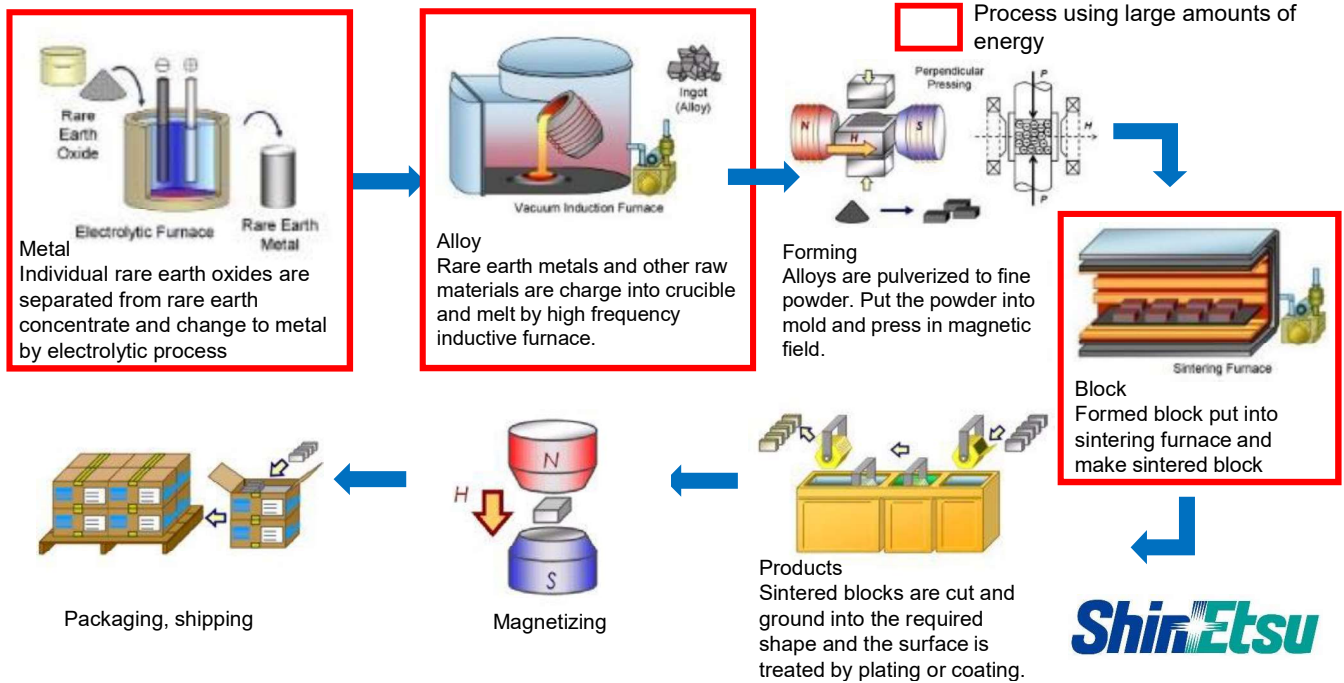 Process using large amounts of
energy
Rare
Earth
Oxide
⊖
⊕
Electrolytic Furnace
Rare Earth
Metal
Metal
Individual rare earth oxides are
separated from rare earth
concentrate and change to metal
by electrolytic process
Ingot
(Alloy)
Vacuum Induction Furnace
Alloy
Rare earth metals and other raw
materials are charge into crucible
and melt by high frequency
inductive furnace.
Perpendicular
Pressing
N
H
S
P
H
P
Forming
Alloys are pulverized to fine
powder. Put the powder into
mold and press in magnetic
field.
Sintering Furnace
Block
Formed block put into
sintering furnace and
make sintered block
Products
Sintered blocks are cut and
ground into the required
shape and the surface is
treated by plating or coating.
N
H
S
Magnetizing
Packaging, shipping
ShinEtsu